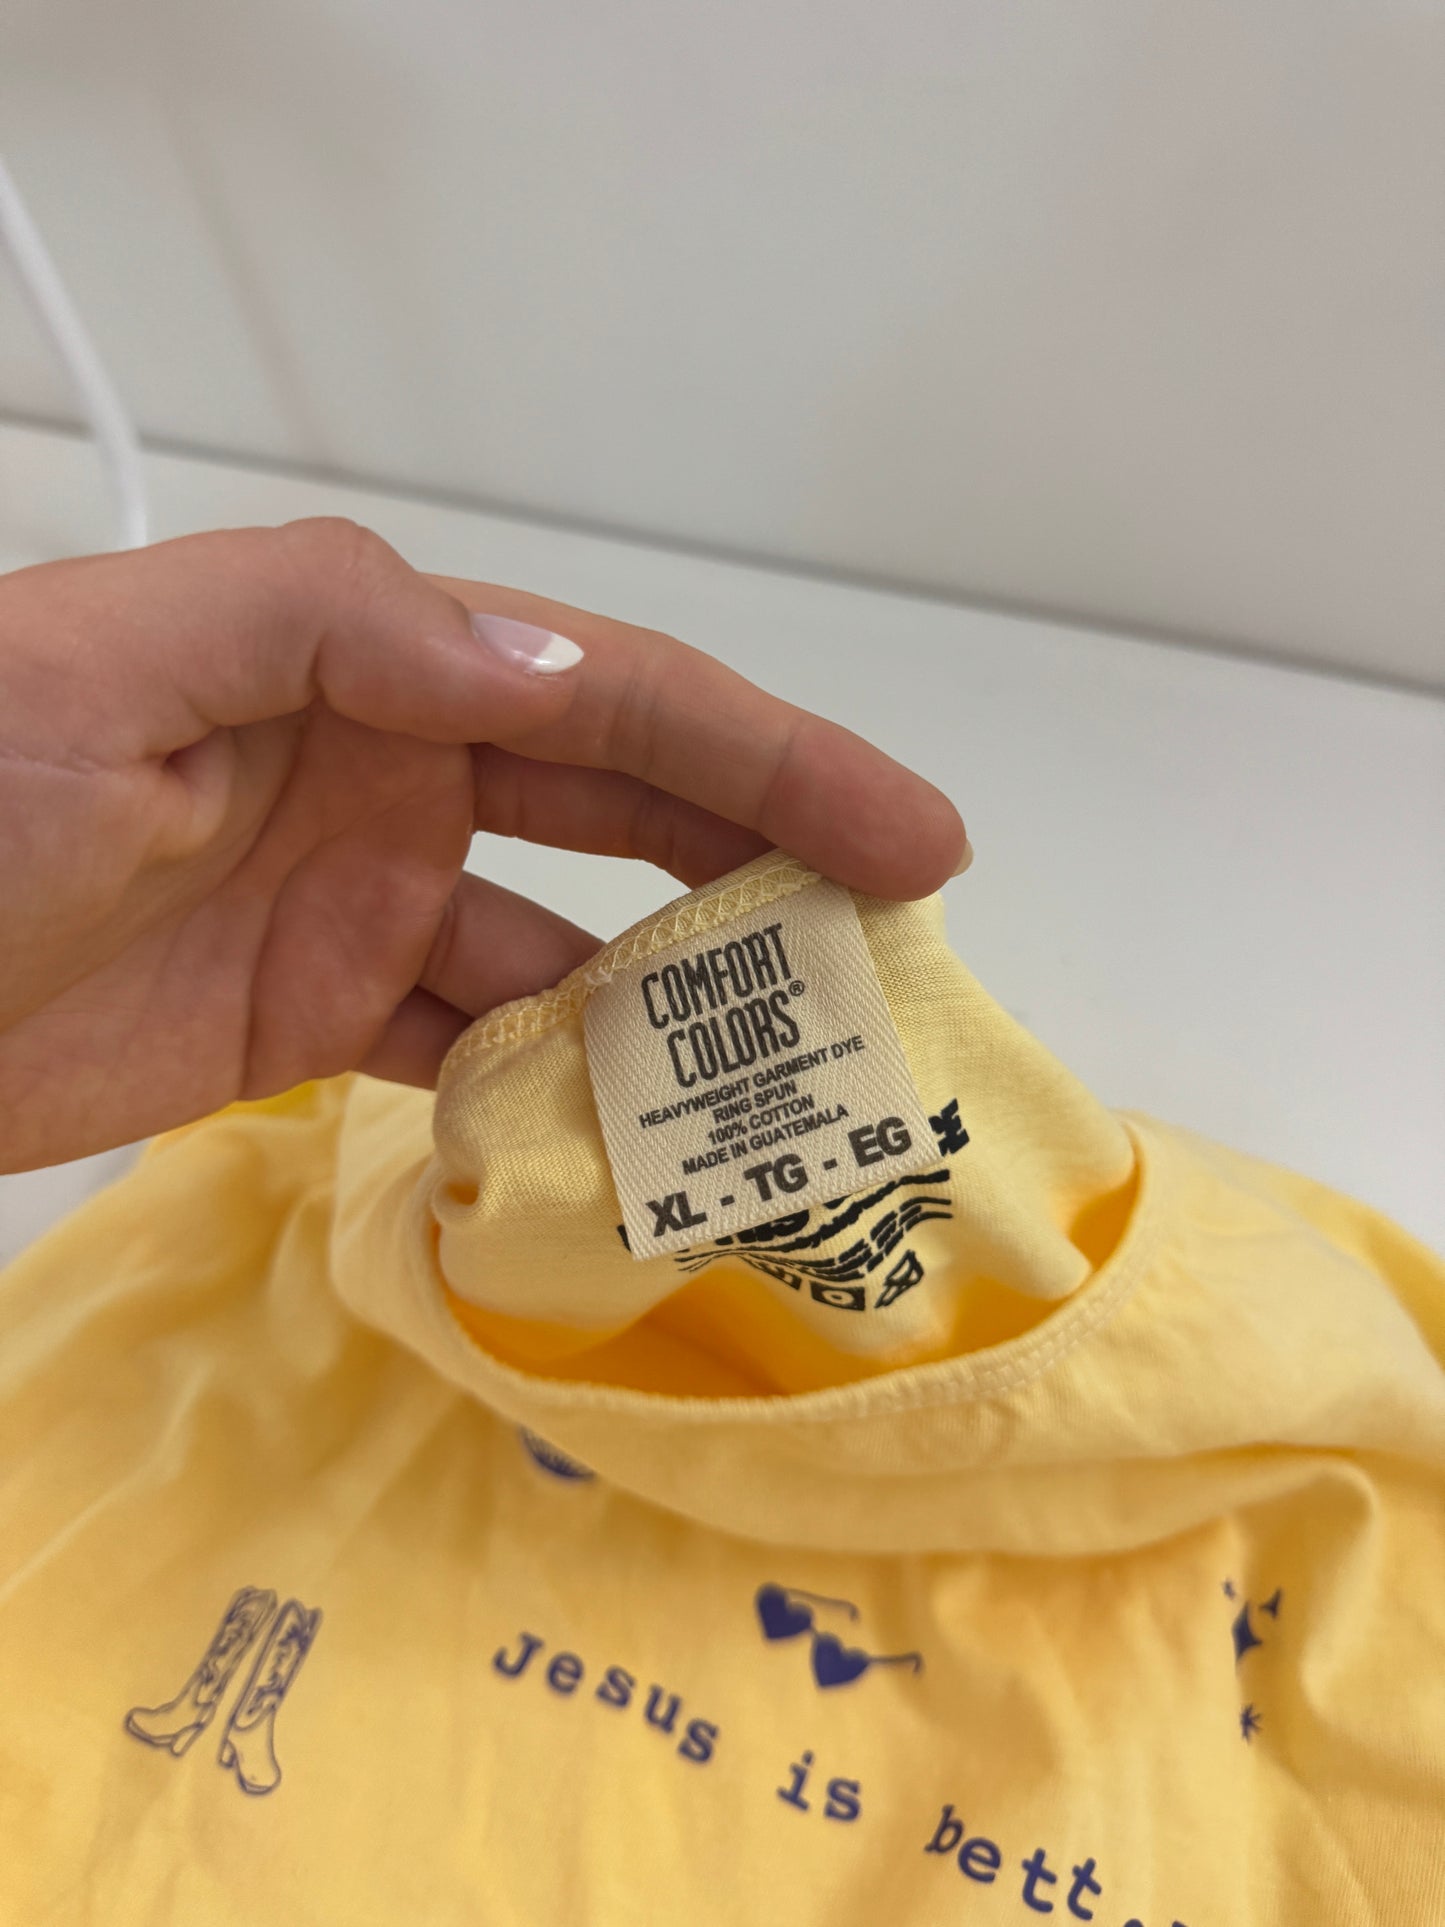 COMFORT
COLORS®
HEAVYWEIGHT GARMENT DYE
RING SPUN
100% COTTON
MADE IN GUATEMALA
XL - TG - EG
Jesus is